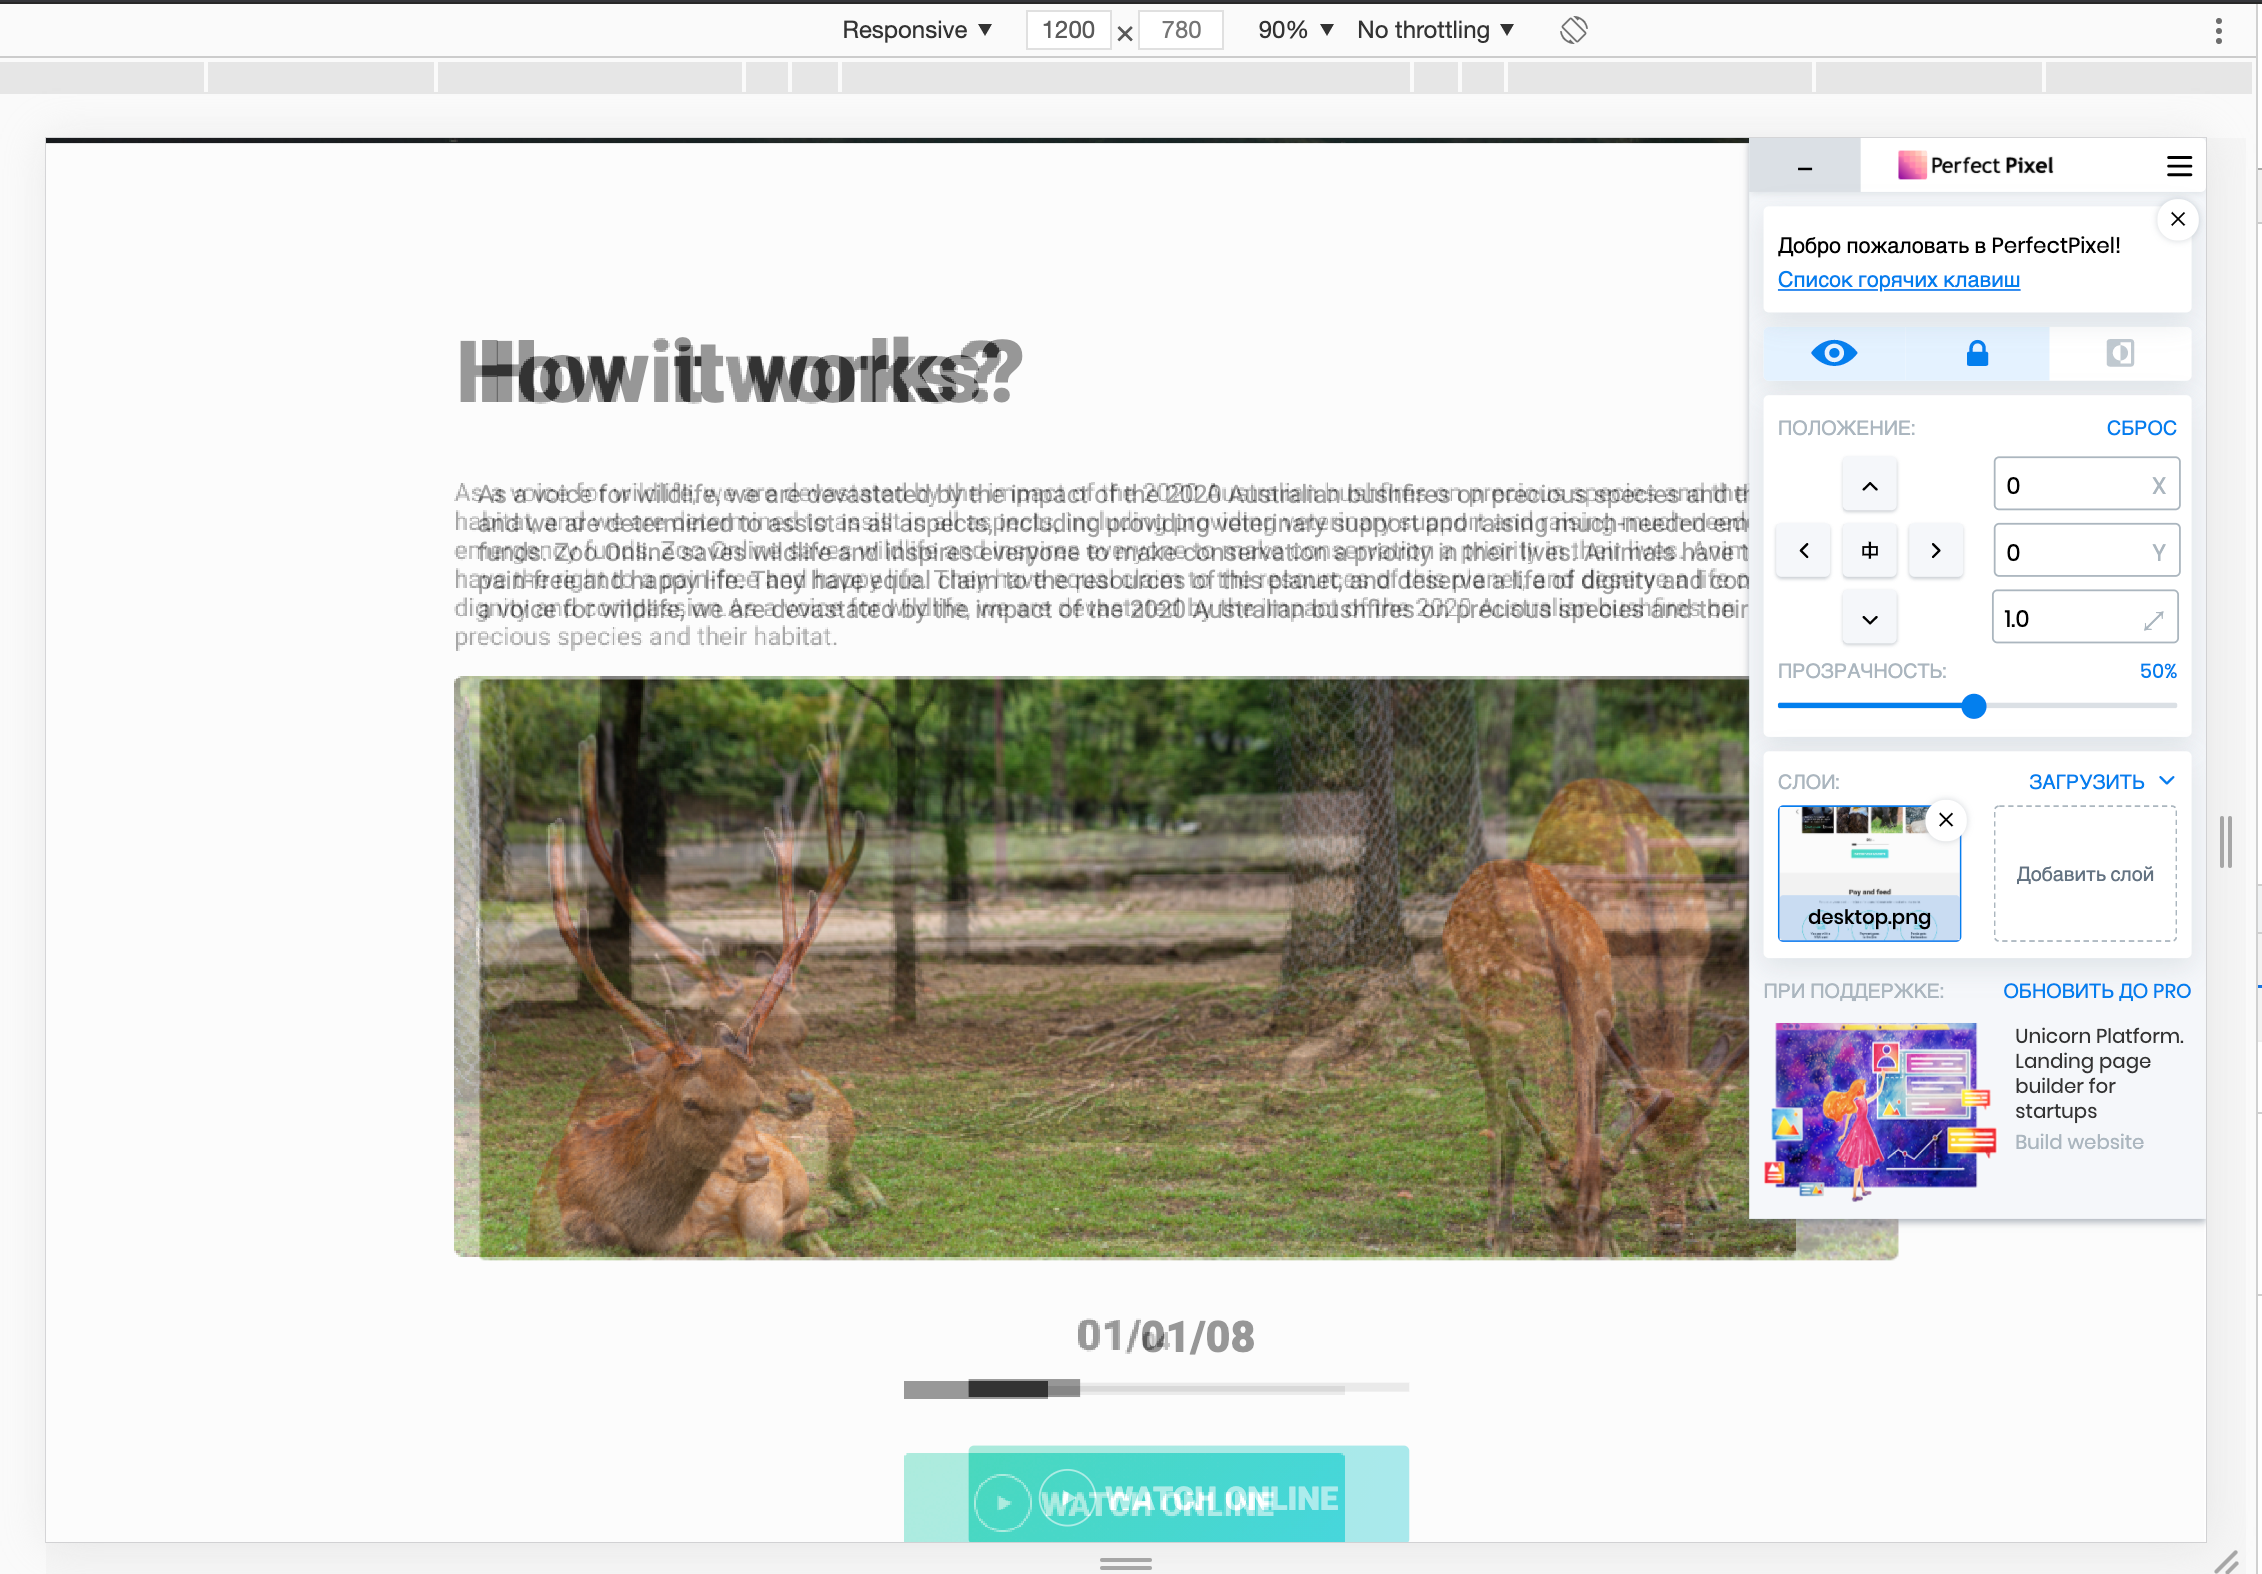 Responsive ▼ 1200 × 780 90% ▼ No throttling ▼
Perfect Pixel
Добро пожаловать в PerfectPixel!
Список горячих клавиш
How it works?
ПОЛОЖЕНИЕ: СБРОС
0 X
0 Y
1.0
ПРОЗРАЧНОСТЬ: 50%
As a voice for wildlife, we are devastated by the impact of the 2020 Australian bushfires on precious species and
and we are determined to assist in all aspects, including providing veterinary support and raising much-needed
funds. Zoo Online saves wildlife and inspires everyone to make conservation a priority in their lives. Animals have
pain-free and happy life. They have equal claim to the resources of this planet, and deserve a life of dignity and
a voice for wildlife, we are devastated by the impact of the 2020 Australian bushfires on precious species and their
precious species and their habitat.
СЛОИ: ЗАГРУЗИТЬ
Pay and feed
desktop.png
Добавить слой
ПРИ ПОДДЕРЖКЕ: ОБНОВИТЬ ДО PRO
Unicorn Platform.
Landing page
builder for
startups
Build website
01/01/08
WATCH ONLINE